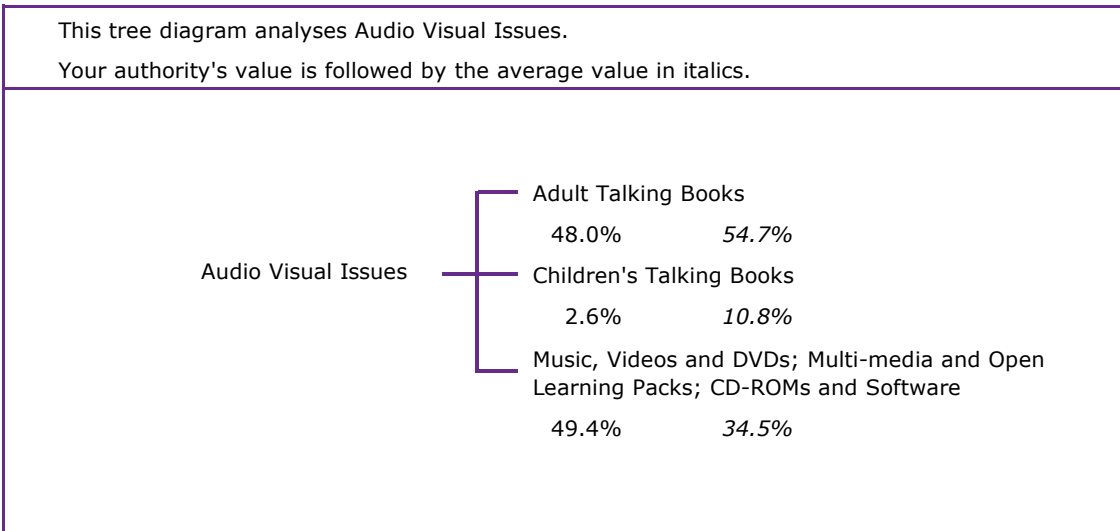 This tree diagram analyses Audio Visual Issues.
Your authority's value is followed by the average value in italics.
Adult Talking Books
48.0% 54.7%
Audio Visual Issues
Children's Talking Books
2.6% 10.8%
Music, Videos and DVDs; Multi-media and Open
Learning Packs; CD-ROMs and Software
49.4% 34.5%